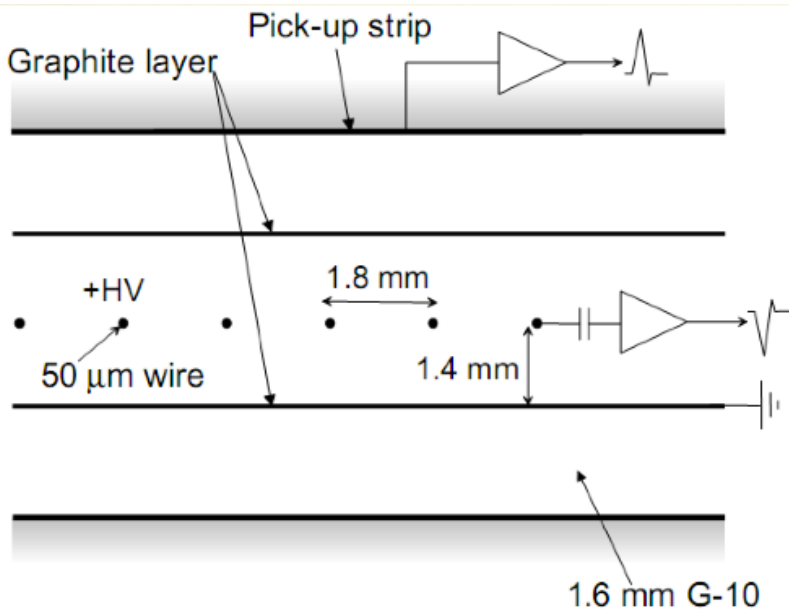 Pick-up strip
Graphite layer
+HV
1.8 mm
50 μm wire
1.4 mm
1.6 mm G-10